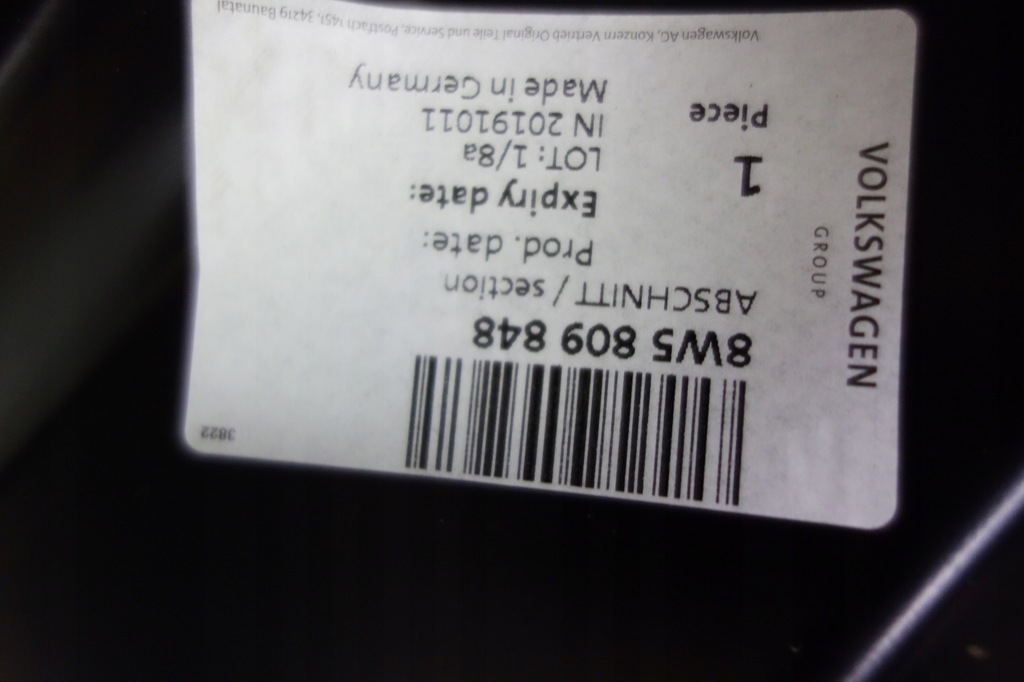 VOLKSWAGEN
GROUP
3822
8W5 809 848
ABSCHNITT / section
Prod. date:
Expiry date:
1
LOT: 1/8a
IN 20191011
Piece
Made in Germany
Volkswagen AG, Konzern Vertrieb Original Teile und Service, Postfach 1451, 34219 Baunatal